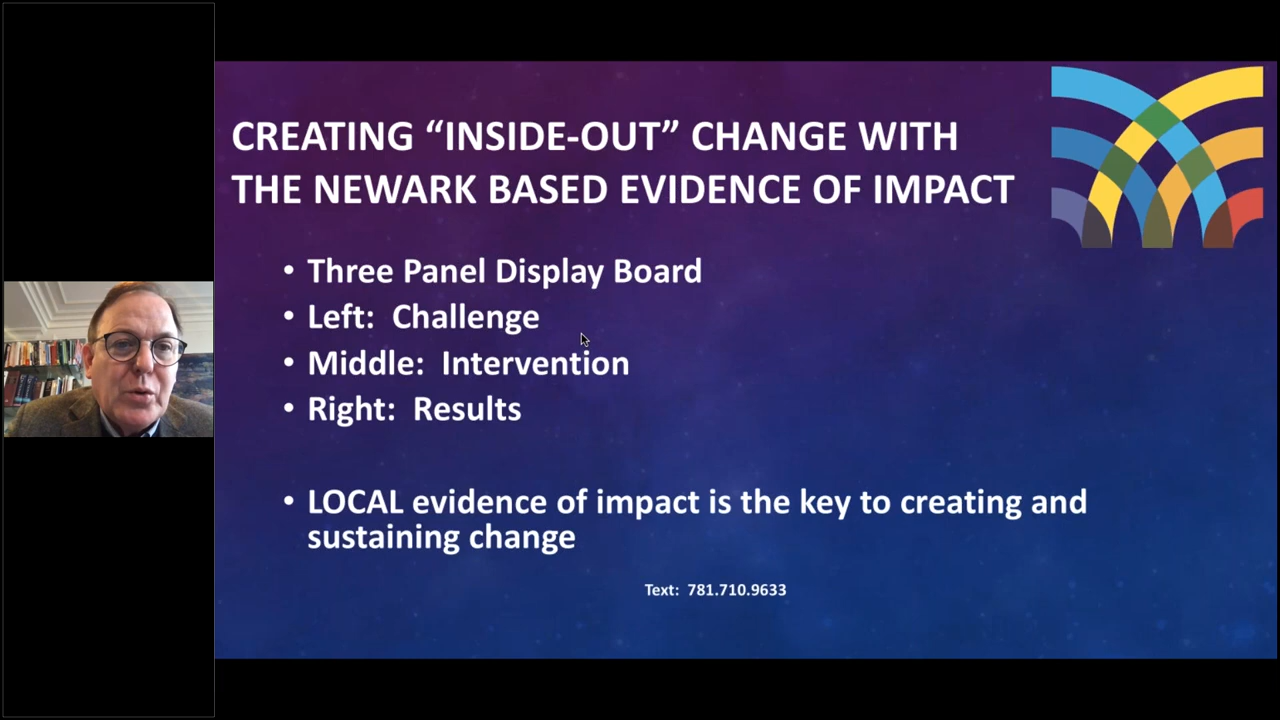 CREATING “INSIDE-OUT” CHANGE WITH
THE NEWARK BASED EVIDENCE OF IMPACT
• Three Panel Display Board
• Left:  Challenge
• Middle:  Intervention
• Right:  Results
• LOCAL evidence of impact is the key to creating and
sustaining change
Text:  781.710.9633